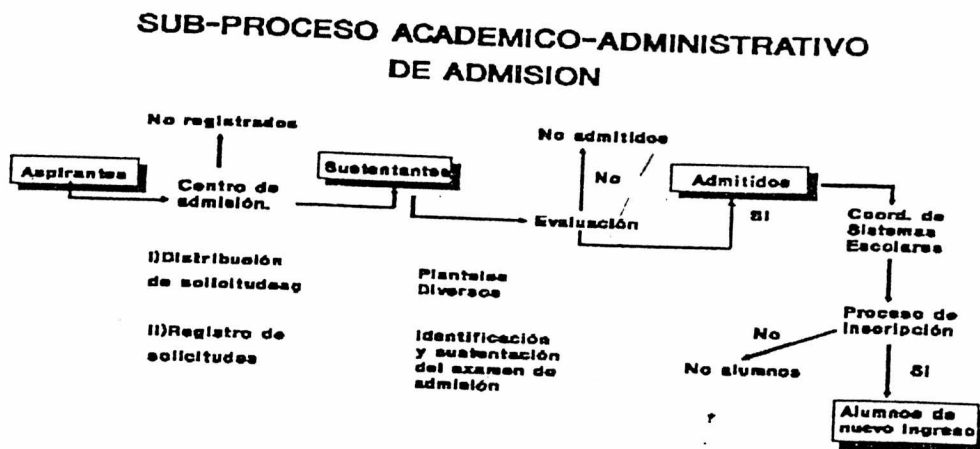 SUB-PROCESO ACADEMICO-ADMINISTRATIVO
DE ADMISION
No registrados
Aspirantes
Centro de
admisión.
I)Distribución
de solicitudesq
II)Registro de
solicitudes
Sustentantes
Planteles
Diversos
Identificación
y sustentación
del examen de
admisión
No admitidos
No
Evaluación
Admitidos
SI
Coord. de
Sistemas
Escolares
Proceso de
inscripción
No
No alumnos
SI
Alumnos de
nuevo ingreso